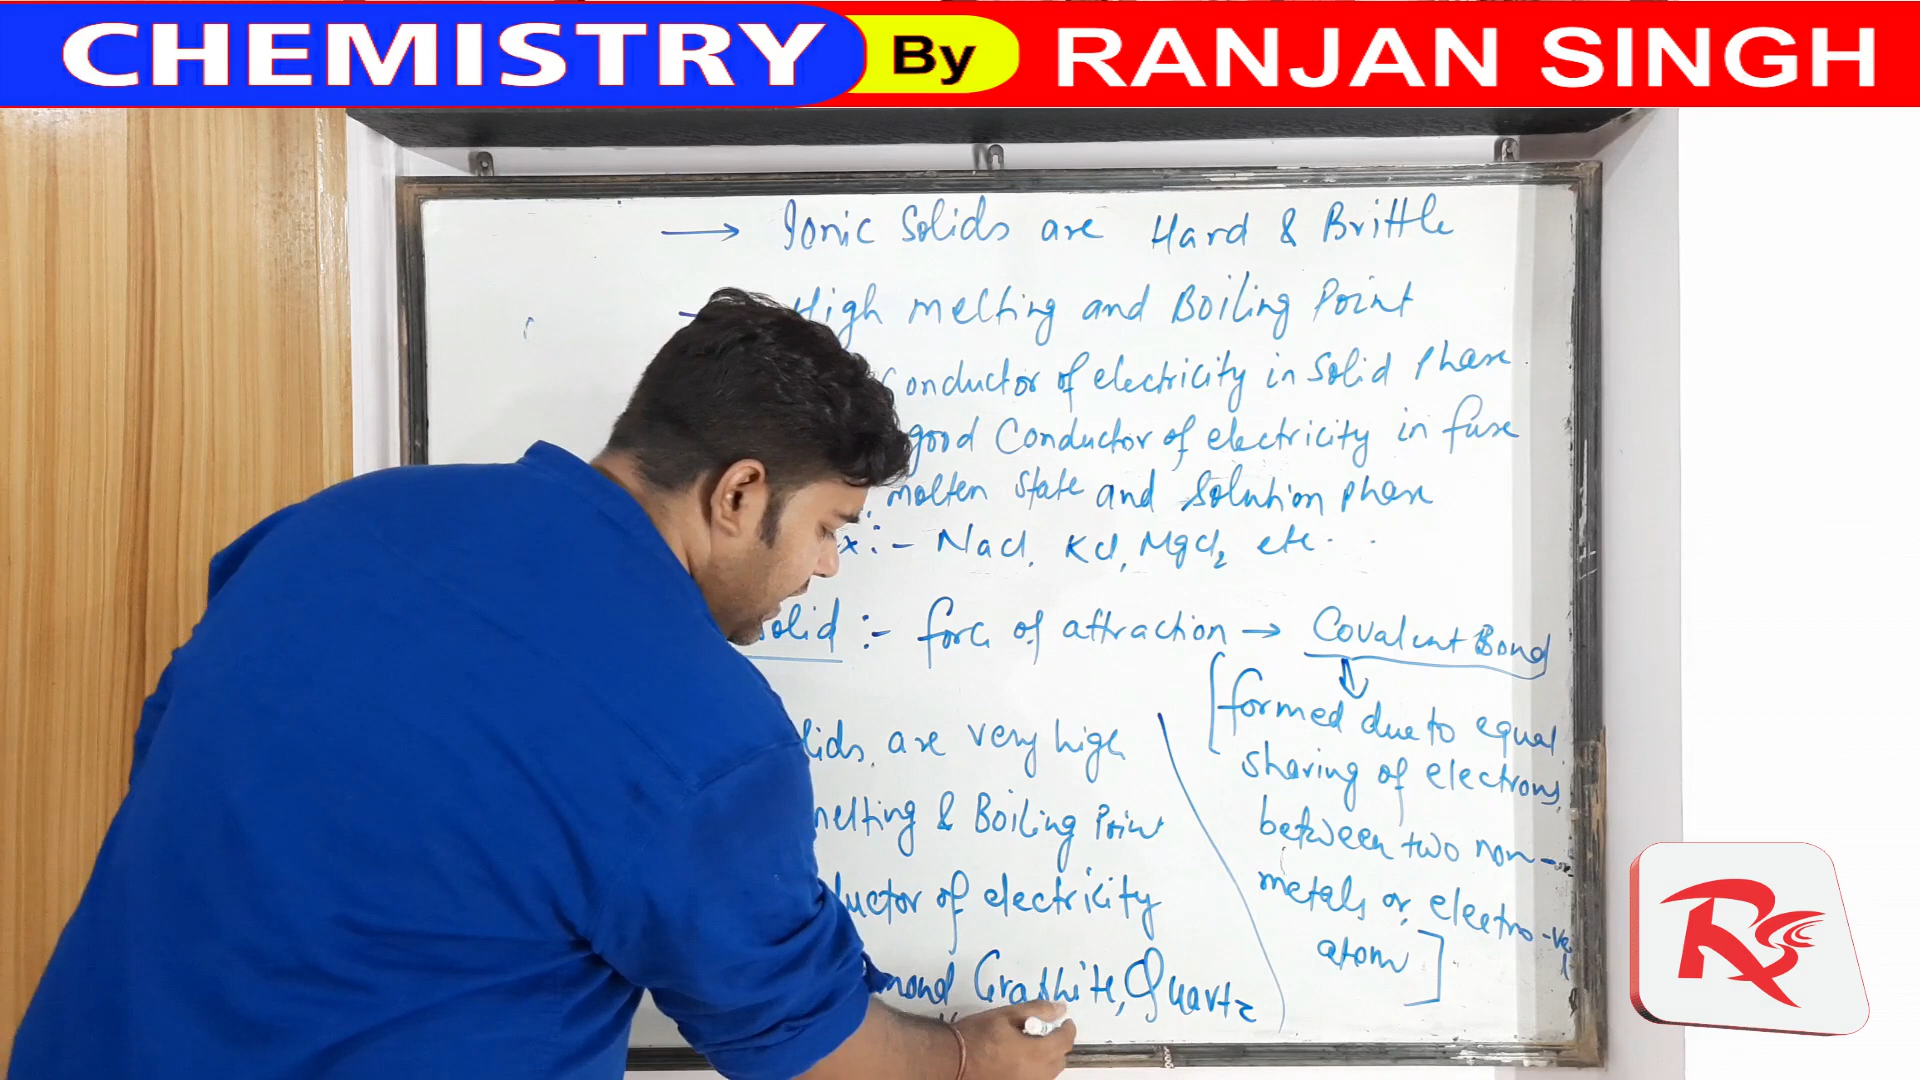 CHEMISTRY By RANJAN SINGH
→ Ionic Solids are Hard & Brittle
High melting and Boiling Point
Conductor of electricity in Solid Phase
good Conductor of electricity in fuse
molten State and Solution phase
x:- NaCl, KCl, MgCl₂ etc.
Solid :- force of attraction → Covalent Bond
[formed due to equal
sharing of electrons
between two non-
metals or electro -ve
atom]
lids are very high
melting & Boiling Point
ductor of electricity
mond Graphite, Quartz
RS